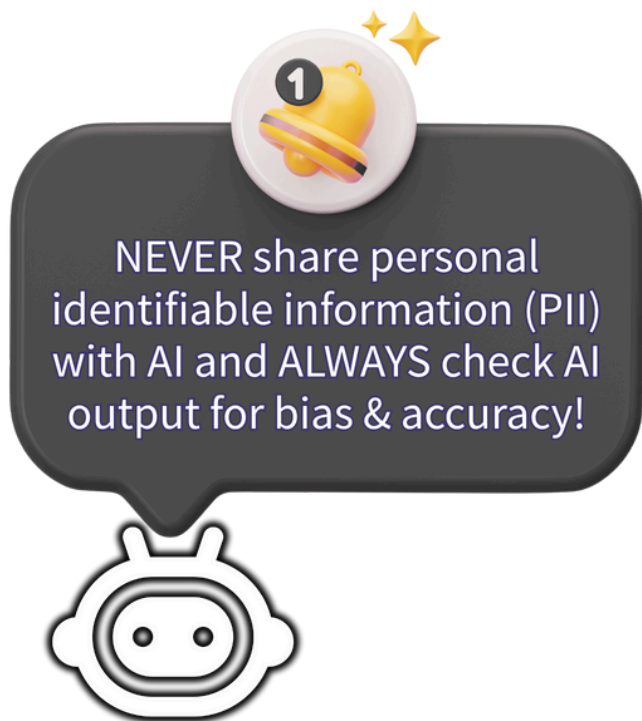 1
NEVER share personal
identifiable information (PII)
with AI and ALWAYS check AI
output for bias & accuracy!